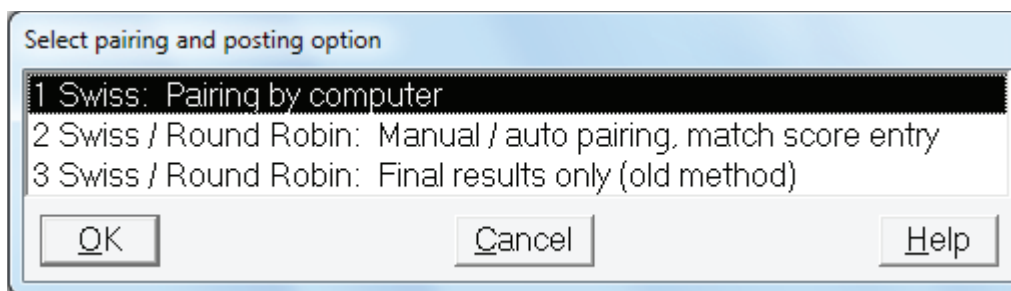 Select pairing and posting option
1 Swiss: Pairing by computer
2 Swiss / Round Robin: Manual / auto pairing, match score entry
3 Swiss / Round Robin: Final results only (old method)
OK Cancel Help